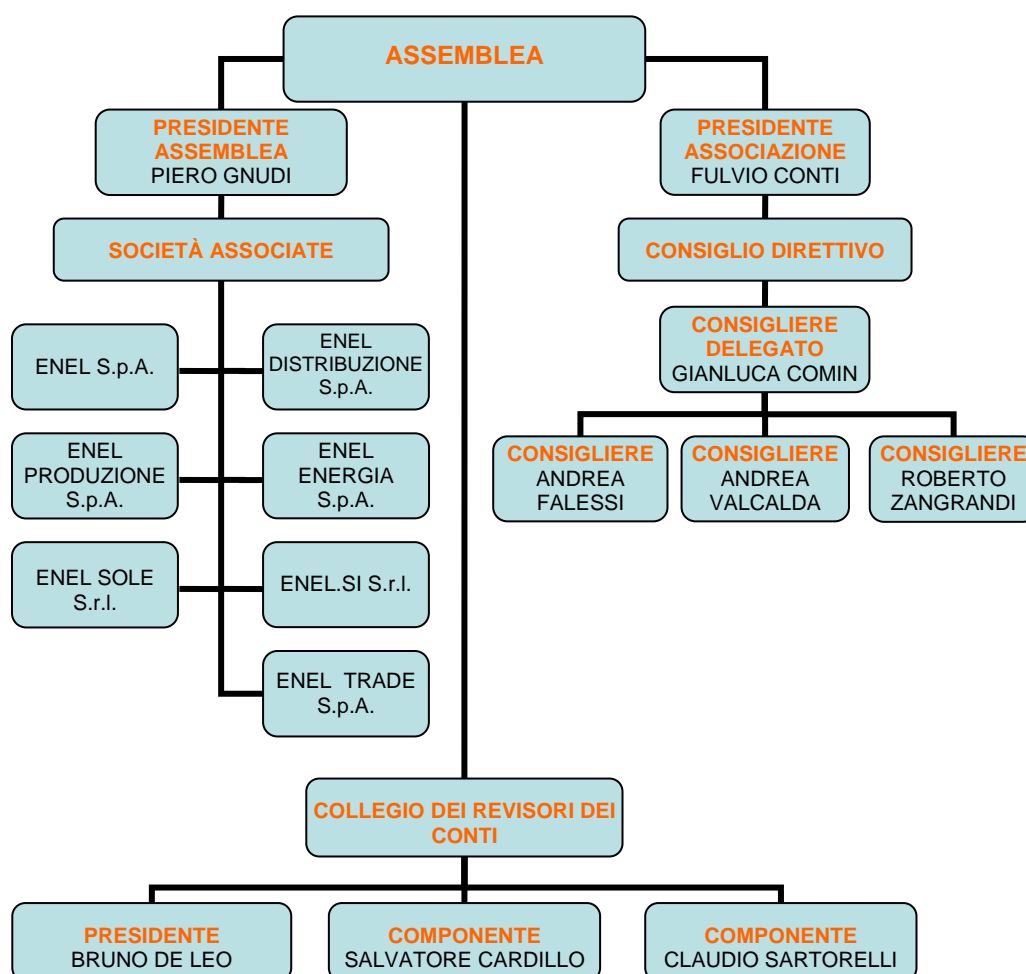 ASSEMBLEA
PRESIDENTE
ASSEMBLEA
PIERO GNUDI
PRESIDENTE
ASSOCIAZIONE
FULVIO CONTI
SOCIETÀ ASSOCIATE
CONSIGLIO DIRETTIVO
ENEL S.p.A.
ENEL
DISTRIBUZIONE
S.p.A.
CONSIGLIERE
DELEGATO
GIANLUCA COMIN
ENEL
PRODUZIONE
S.p.A.
ENEL
ENERGIA
S.p.A.
CONSIGLIERE
ANDREA
FALESSI
CONSIGLIERE
ANDREA
VALCALDA
CONSIGLIERE
ROBERTO
ZANGRANDI
ENEL SOLE
S.r.l.
ENEL.SI S.r.l.
ENEL TRADE
S.p.A.
COLLEGIO DEI REVISORI DEI
CONTI
PRESIDENTE
BRUNO DE LEO
COMPONENTE
SALVATORE CARDILLO
COMPONENTE
CLAUDIO SARTORELLI